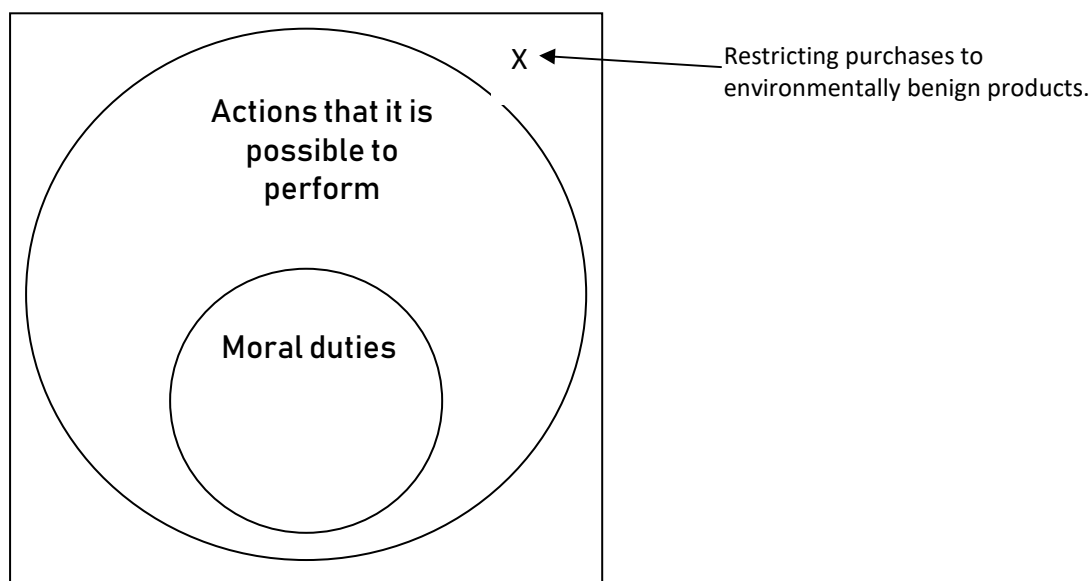 X
Restricting purchases to
environmentally benign products.
Actions that it is
possible to
perform
Moral duties